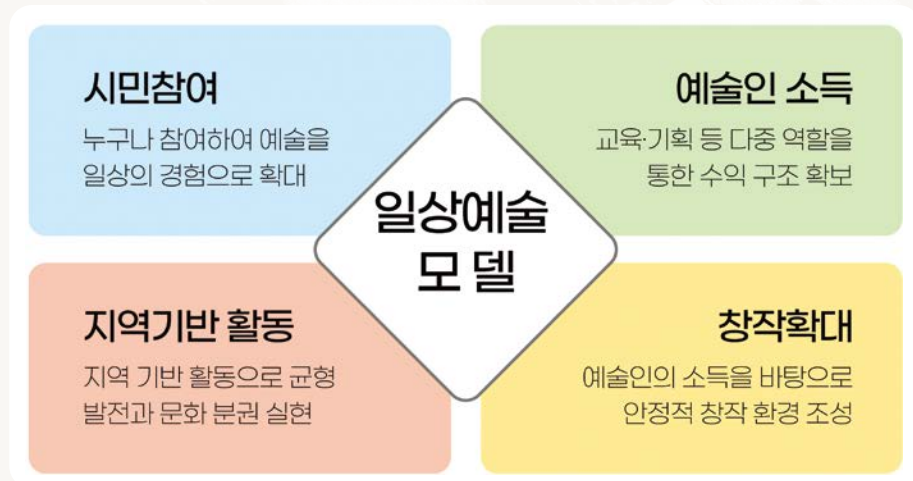 시민참여
누구나 참여하여 예술을
일상의 경험으로 확대
예술인 소득
교육·기획 등 다중 역할을
통한 수익 구조 확보
일상예술
모델
지역기반 활동
지역 기반 활동으로 균형
발전과 문화 분권 실현
창작확대
예술인의 소득을 바탕으로
안정적 창작 환경 조성